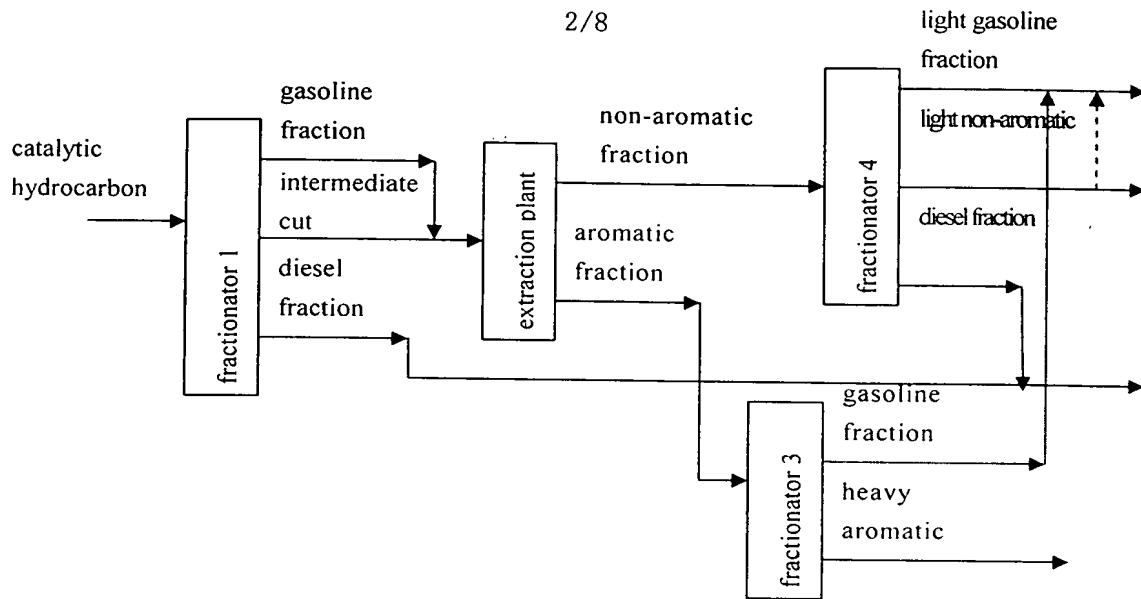 2/8
catalytic
hydrocarbon
fractionator 1
gasoline
fraction
intermediate
cut
diesel
fraction
extraction plant
non-aromatic
fraction
aromatic
fraction
fractionator 4
light gasoline
fraction
light non-aromatic
diesel fraction
fractionator 3
gasoline
fraction
heavy
aromatic